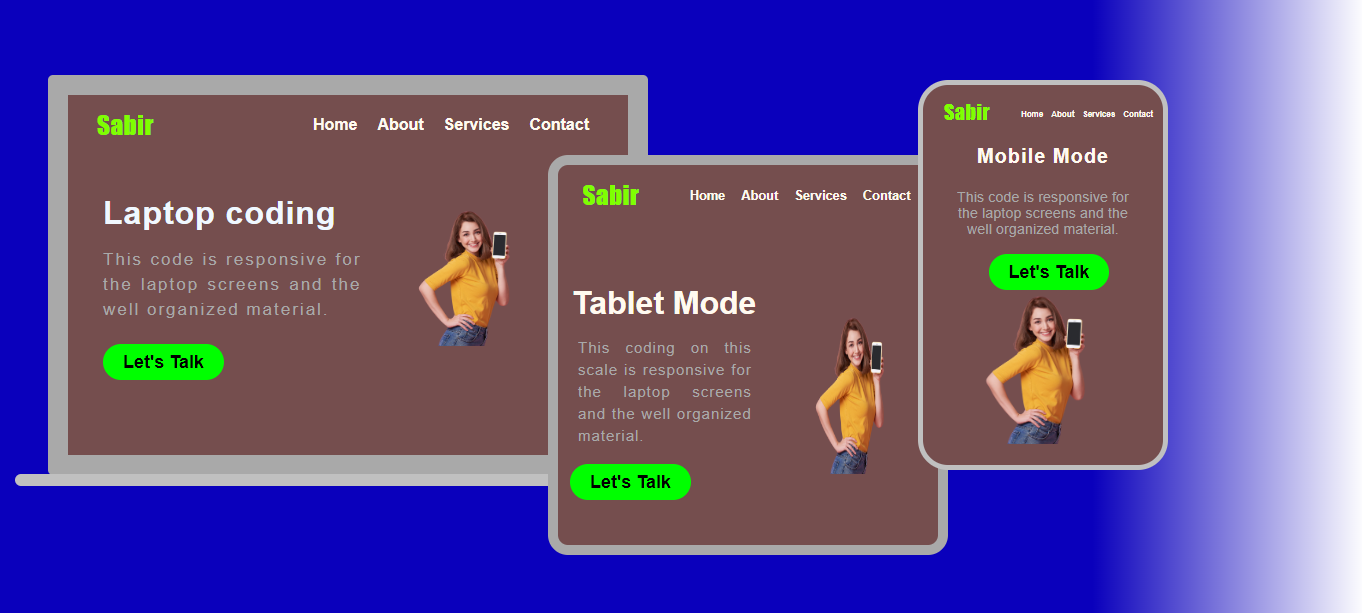 Sabir
Home About Services Contact
Laptop coding
This code is responsive for
the laptop screens and the
well organized material.
Let's Talk
Sabir
Home About Services Contact
Tablet Mode
This coding on this
scale is responsive for
the laptop screens
and the well organized
material.
Let's Talk
Sabir
Home About Services Contact
Mobile Mode
This code is responsive for
the laptop screens and the
well organized material.
Let's Talk